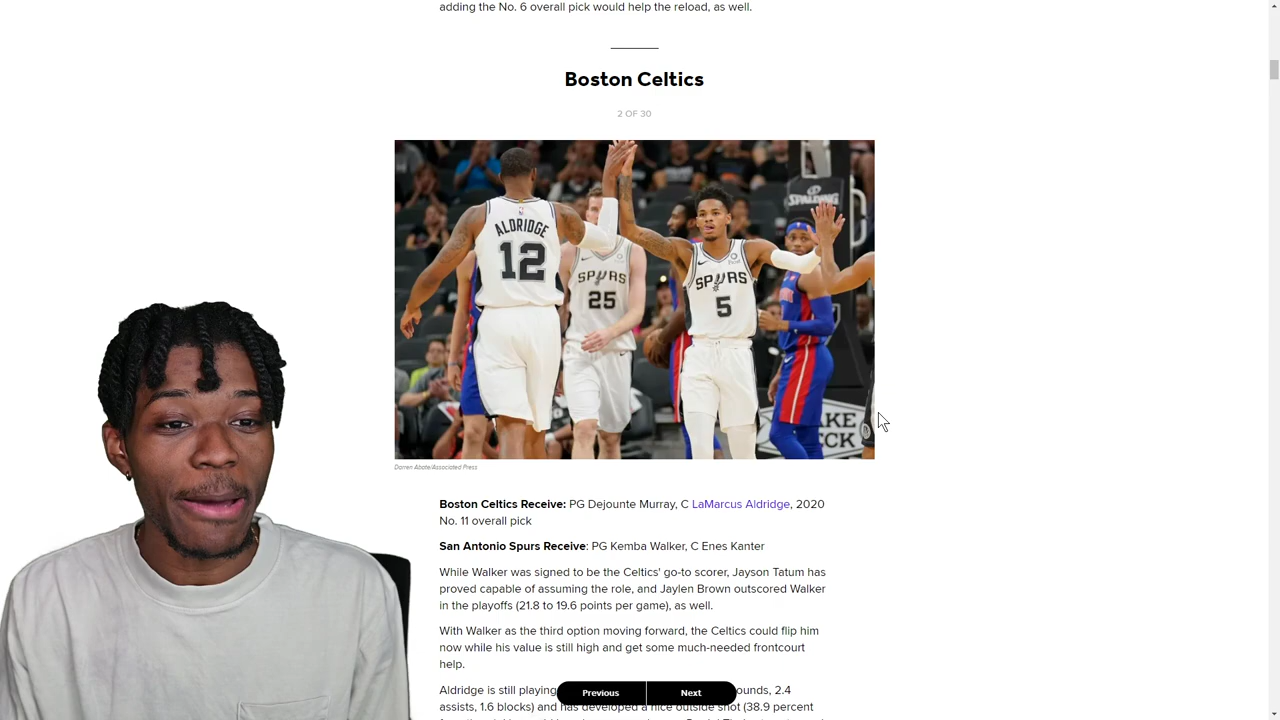 adding the No. 6 overall pick would help the reload, as well.
Boston Celtics
2 OF 30
SPALDING
ALDRIDGE
12
SPURS
25
SPURS
5
Darren Abate/Associated Press
Boston Celtics Receive: PG Dejounte Murray, C LaMarcus Aldridge, 2020
No. 11 overall pick
San Antonio Spurs Receive: PG Kemba Walker, C Enes Kanter
While Walker was signed to be the Celtics' go-to scorer, Jayson Tatum has
proved capable of assuming the role, and Jaylen Brown outscored Walker
in the playoffs (21.8 to 19.6 points per game), as well.
With Walker as the third option moving forward, the Celtics could flip him
now while his value is still high and get some much-needed frontcourt
help.
Aldridge is still playing ounds, 2.4
Previous Next
assists, 1.6 blocks) and has developed a nice outside shot (38.9 percent